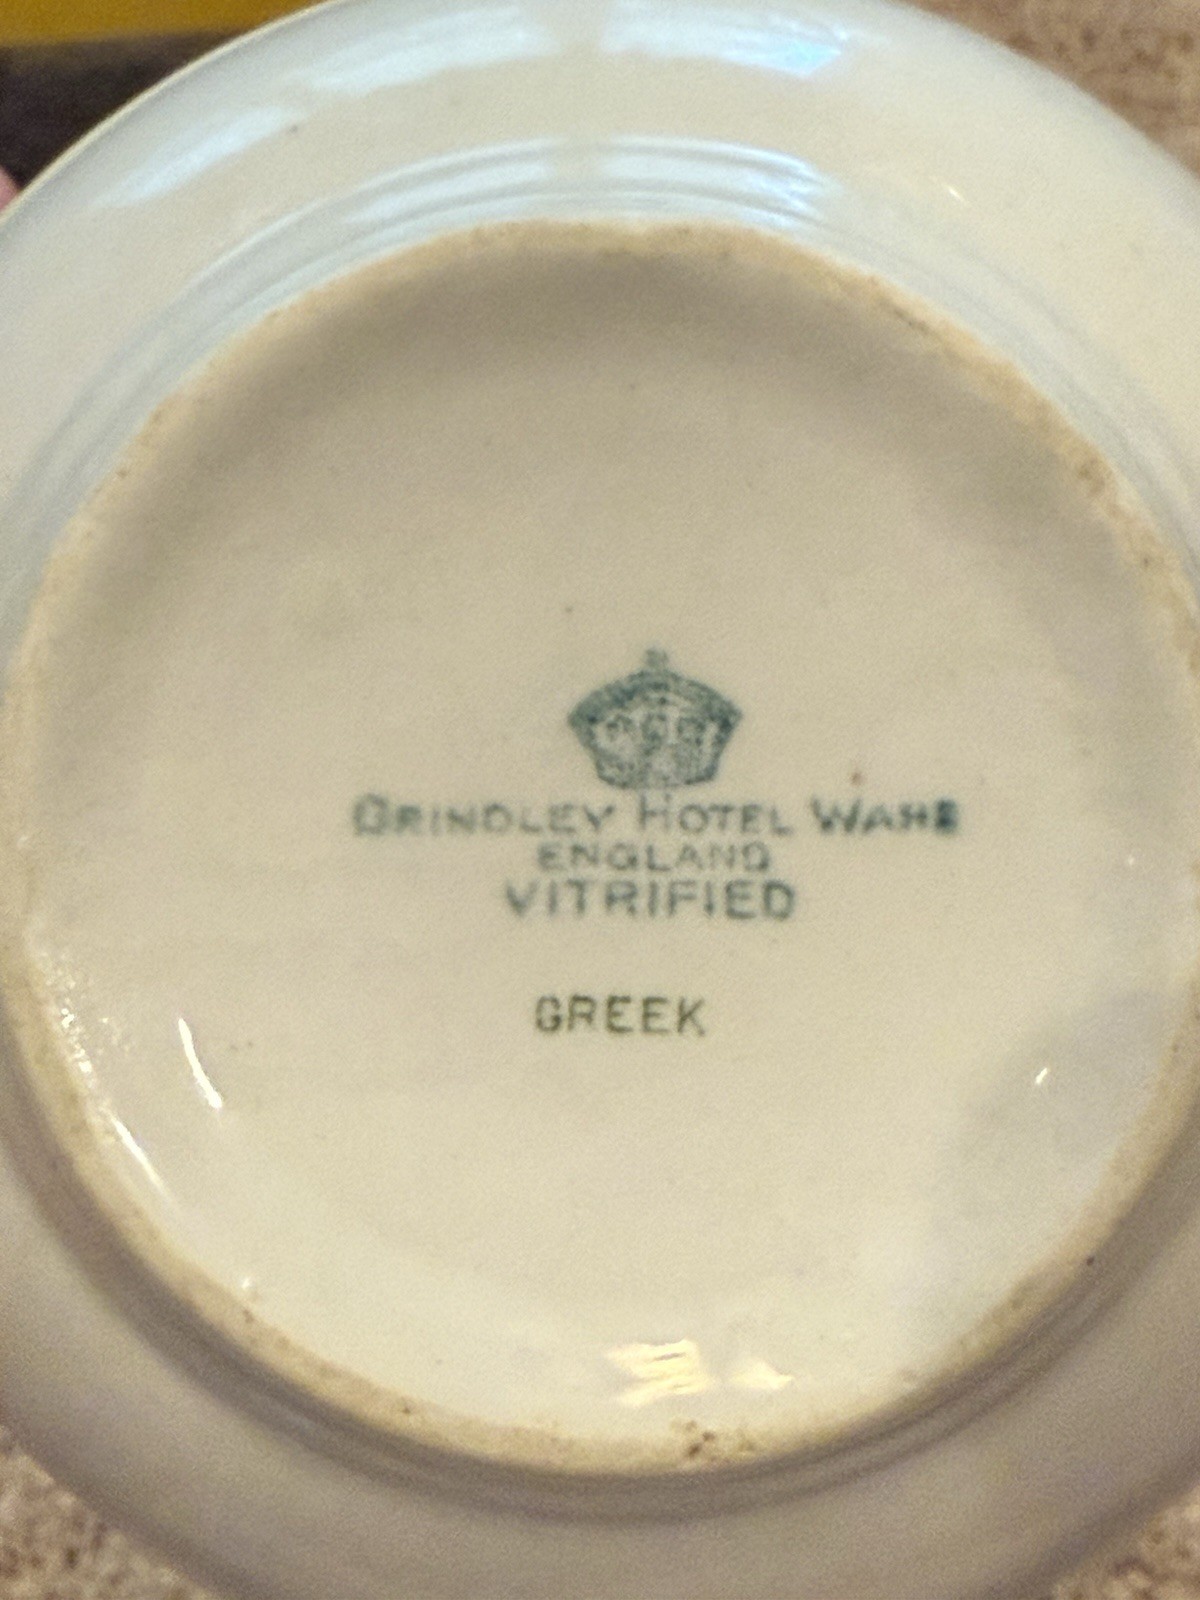 GRINDLEY HOTEL WARE
ENGLAND
VITRIFIED
GREEK